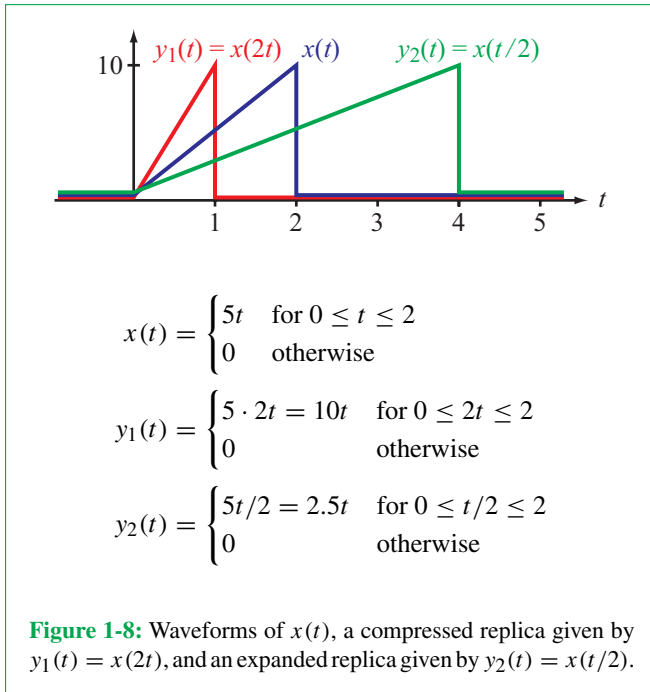 y₁(t) = x(2t) x(t) y₂(t) = x(t/2)
10
t
1 2 3 4 5
x(t) = { 5t for 0 ≤ t ≤ 2
0 otherwise
y₁(t) = { 5 · 2t = 10t for 0 ≤ 2t ≤ 2
0 otherwise
y₂(t) = { 5t/2 = 2.5t for 0 ≤ t/2 ≤ 2
0 otherwise
Figure 1-8: Waveforms of x(t), a compressed replica given by
y₁(t) = x(2t), and an expanded replica given by y₂(t) = x(t/2).